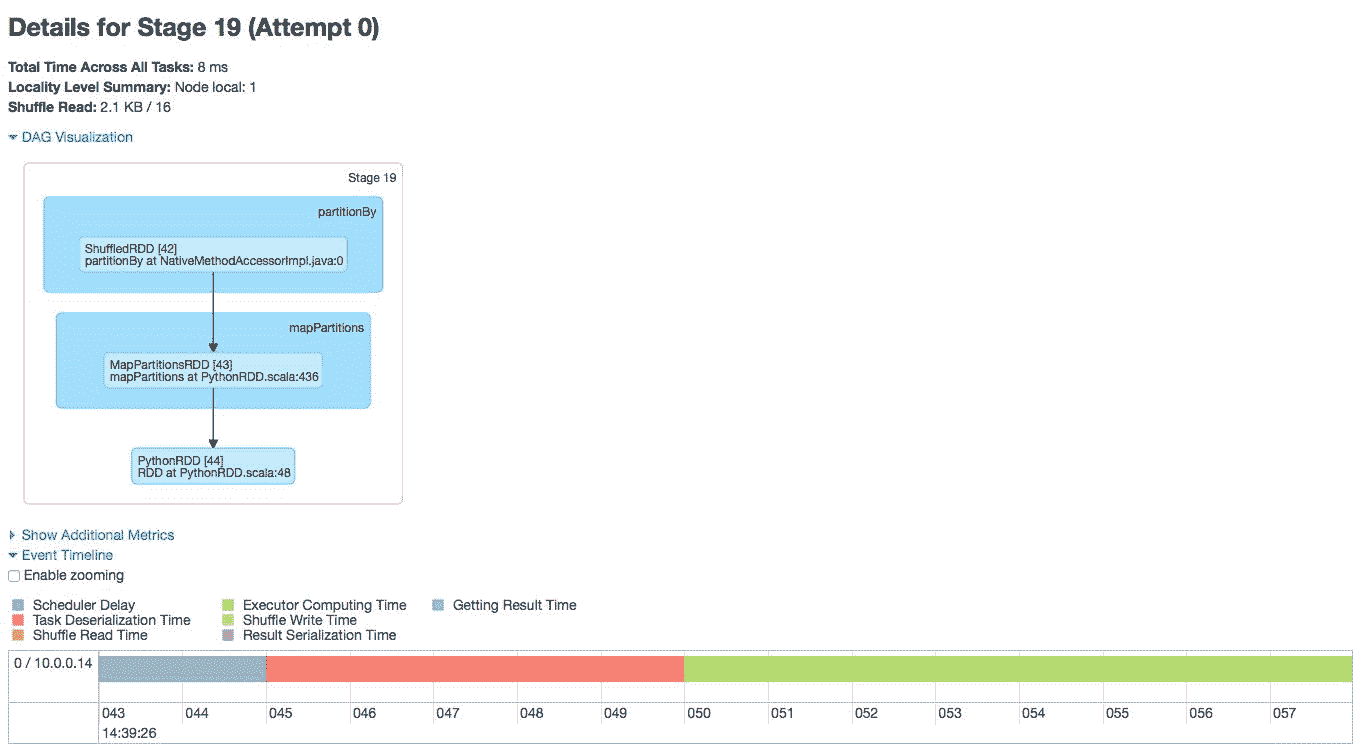 Details for Stage 19 (Attempt 0)
Total Time Across All Tasks: 8 ms
Locality Level Summary: Node local: 1
Shuffle Read: 2.1 KB / 16
DAG Visualization
Stage 19
partitionBy
ShuffledRDD [42]
partitionBy at NativeMethodAccessorImpl.java:0
mapPartitions
MapPartitionsRDD [43]
mapPartitions at PythonRDD.scala:436
PythonRDD [44]
RDD at PythonRDD.scala:48
Show Additional Metrics
Event Timeline
Enable zooming
Scheduler Delay Executor Computing Time Getting Result Time
Task Deserialization Time Shuffle Write Time
Shuffle Read Time Result Serialization Time
0 / 10.0.0.14
043 044 045 046 047 048 049 050 051 052 053 054 055 056 057
14:39:26